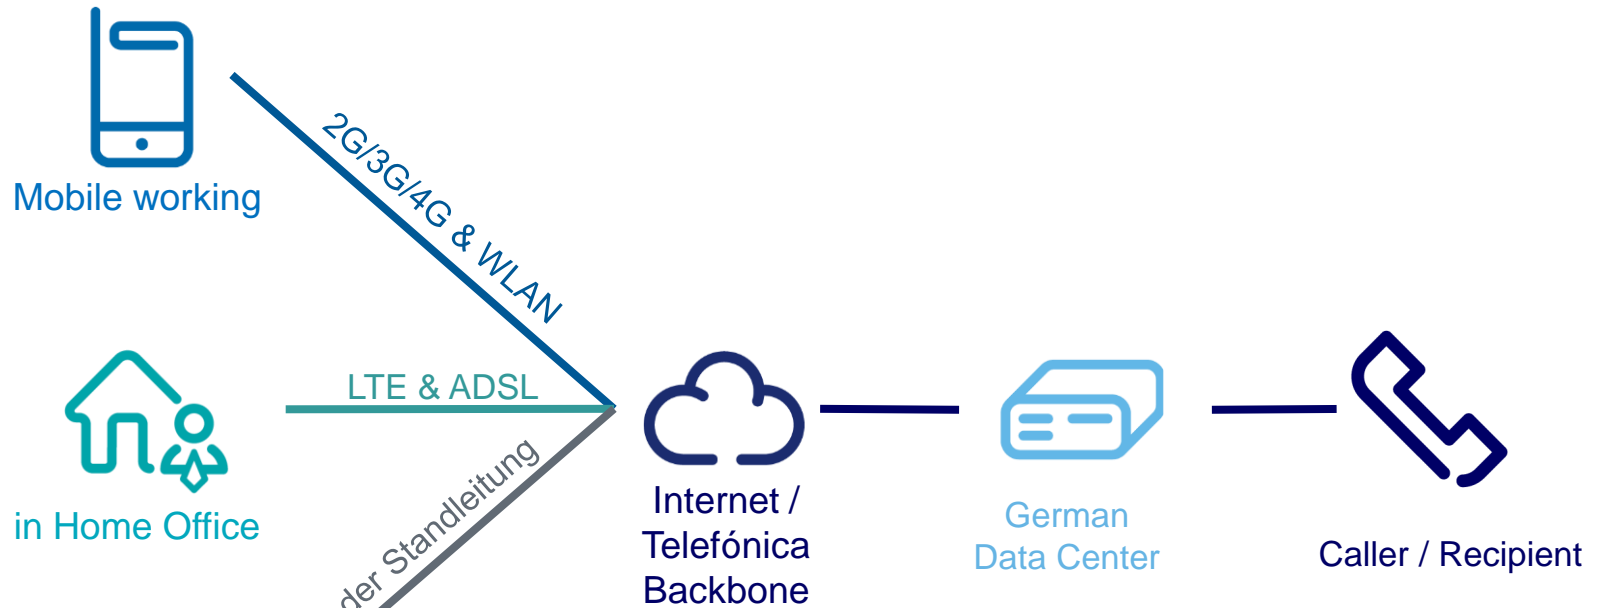 2G/3G/4G & WLAN
Mobile working
LTE & ADSL
in Home Office
der Standleitung
Internet /
Telefónica
Backbone
German
Data Center
Caller / Recipient